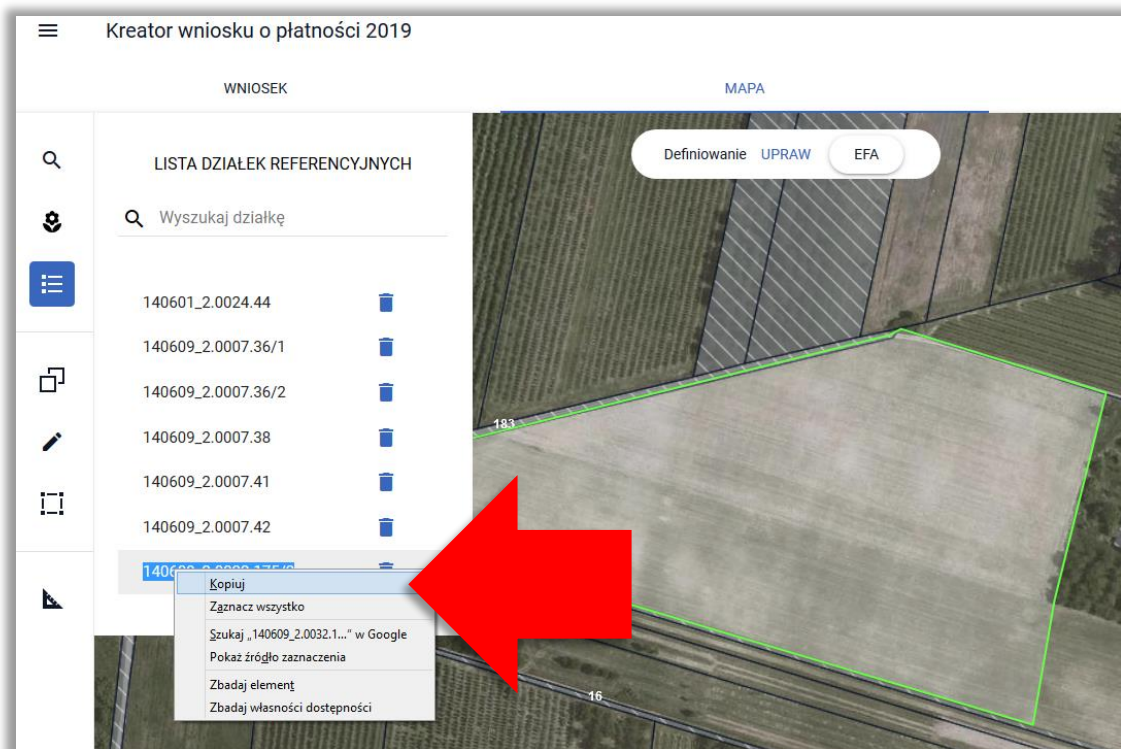 Kreator wniosku o płatności 2019
WNIOSEK
MAPA
LISTA DZIAŁEK REFERENCYJNYCH
Definiowanie UPRAW EFA
Wyszukaj działkę
140601_2.0024.44
140609_2.0007.36/1
140609_2.0007.36/2
140609_2.0007.38
183
140609_2.0007.41
140609_2.0007.42
Kopiuj
Zaznacz wszystko
Szukaj „140609_2.0032.1...” w Google
Pokaż źródło zaznaczenia
Zbadaj element
Zbadaj własności dostępności
16